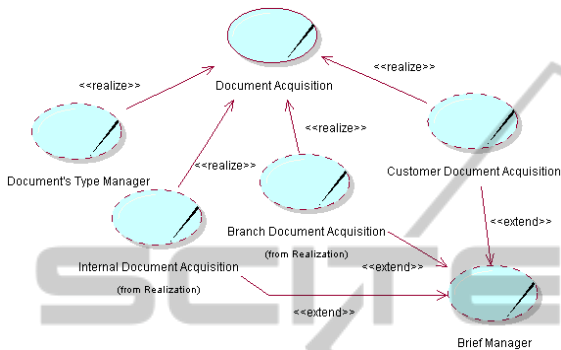 <<realize>>
Document Acquisition
<<realize>>
<<realize>>
<<realize>>
Document's Type Manager
Customer Document Acquisition
Branch Document Acquisition
(from Realization)
<<extend>>
Internal Document Acquisition
(from Realization)
<<extend>>
<<extend>>
Brief Manager
SCITE